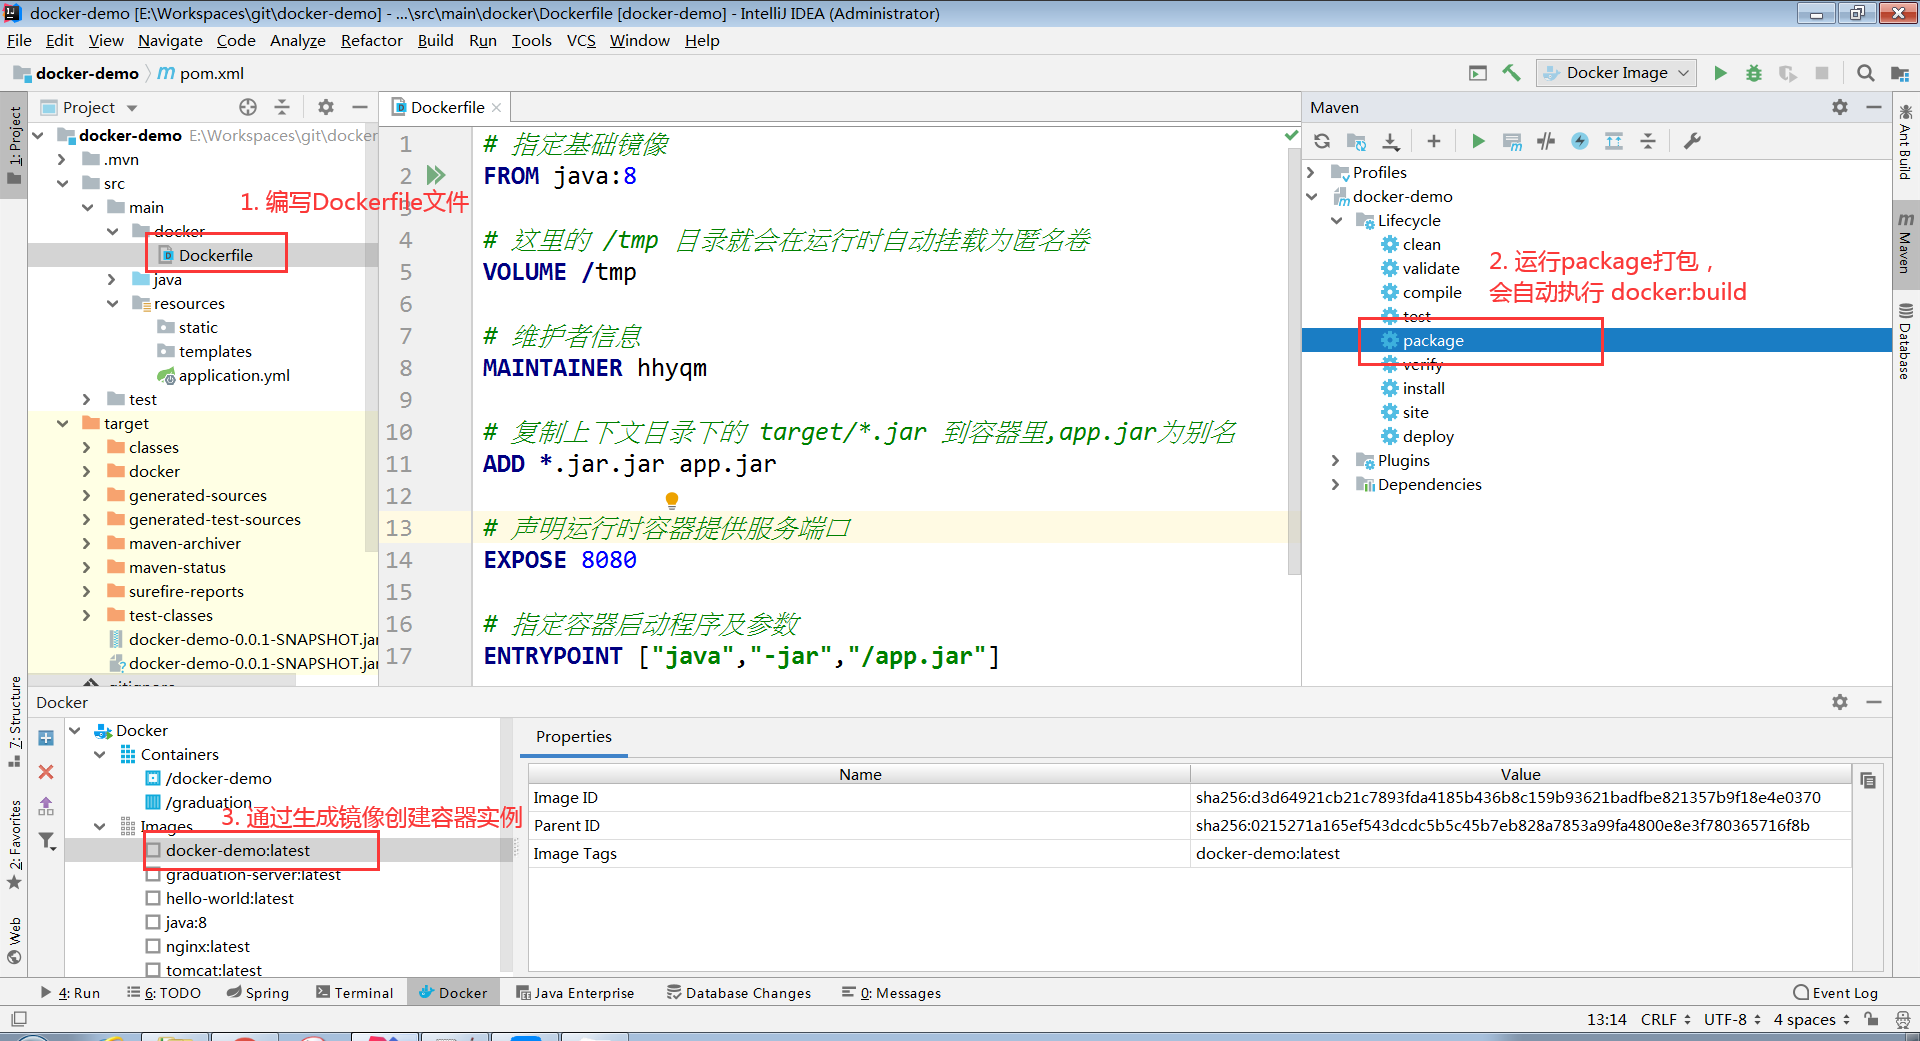 docker-demo [E:\Workspaces\git\docker-demo] - ...\src\main\docker\Dockerfile [docker-demo] - IntelliJ IDEA (Administrator)
File Edit View Navigate Code Analyze Refactor Build Run Tools VCS Window Help
docker-demo pom.xml
Docker Image
1: Project
Project
docker-demo E:\Workspaces\git\docker
.mvn
src
main
docker
Dockerfile
java
resources
static
templates
application.yml
test
target
classes
docker
generated-sources
generated-test-sources
maven-archiver
maven-status
surefire-reports
test-classes
docker-demo-0.0.1-SNAPSHOT.jar
docker-demo-0.0.1-SNAPSHOT.jar
.gitignore
1. 编写Dockerfile文件
Dockerfile
1 # 指定基础镜像
2 FROM java:8
3
4 # 这里的 /tmp 目录就会在运行时自动挂载为匿名卷
5 VOLUME /tmp
6
7 # 维护者信息
8 MAINTAINER hhyqm
9
10 # 复制上下文目录下的 target/*.jar 到容器里,app.jar为别名
11 ADD *.jar.jar app.jar
12
13 # 声明运行时容器提供服务端口
14 EXPOSE 8080
15
16 # 指定容器启动程序及参数
17 ENTRYPOINT ["java","-jar","/app.jar"]
Maven
Profiles
docker-demo
Lifecycle
clean
validate
compile
test
package
verify
install
site
deploy
Plugins
Dependencies
2. 运行package打包，
会自动执行 docker:build
Ant Build
Maven
Database
7: Structure
2: Favorites
Web
Docker
Docker
Containers
/docker-demo
/graduation
Images
docker-demo:latest
graduation-server:latest
hello-world:latest
java:8
nginx:latest
tomcat:latest
3. 通过生成镜像创建容器实例
Properties
Name Value
Image ID sha256:d3d64921cb21c7893fda4185b436b8c159b93621badfbe821357b9f18e4e0370
Parent ID sha256:0215271a165ef543dcdc5b5c45b7eb828a7853a99fa4800e8e3f780365716f8b
Image Tags docker-demo:latest
4: Run 6: TODO Spring Terminal Docker Java Enterprise Database Changes 0: Messages Event Log
13:14 CRLF UTF-8 4 spaces